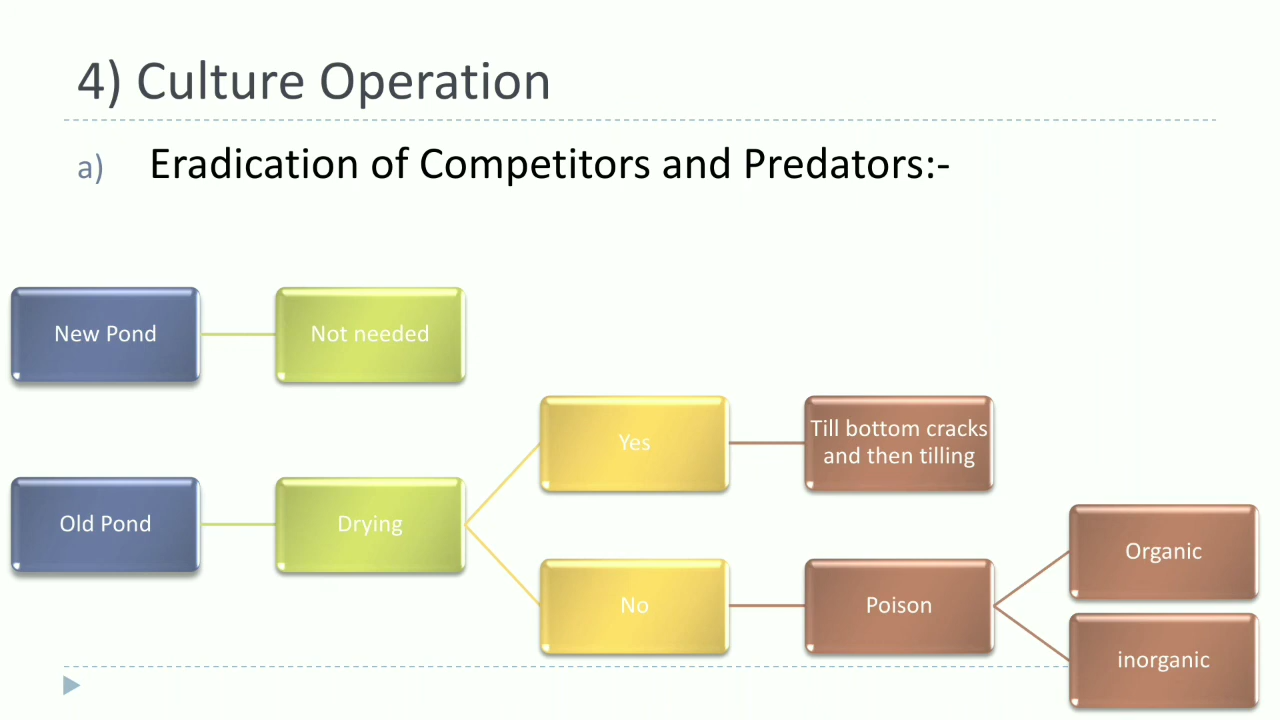 4) Culture Operation
a) Eradication of Competitors and Predators:-
New Pond
Not needed
Old Pond
Drying
Yes
Till bottom cracks
and then tilling
No
Poison
Organic
inorganic